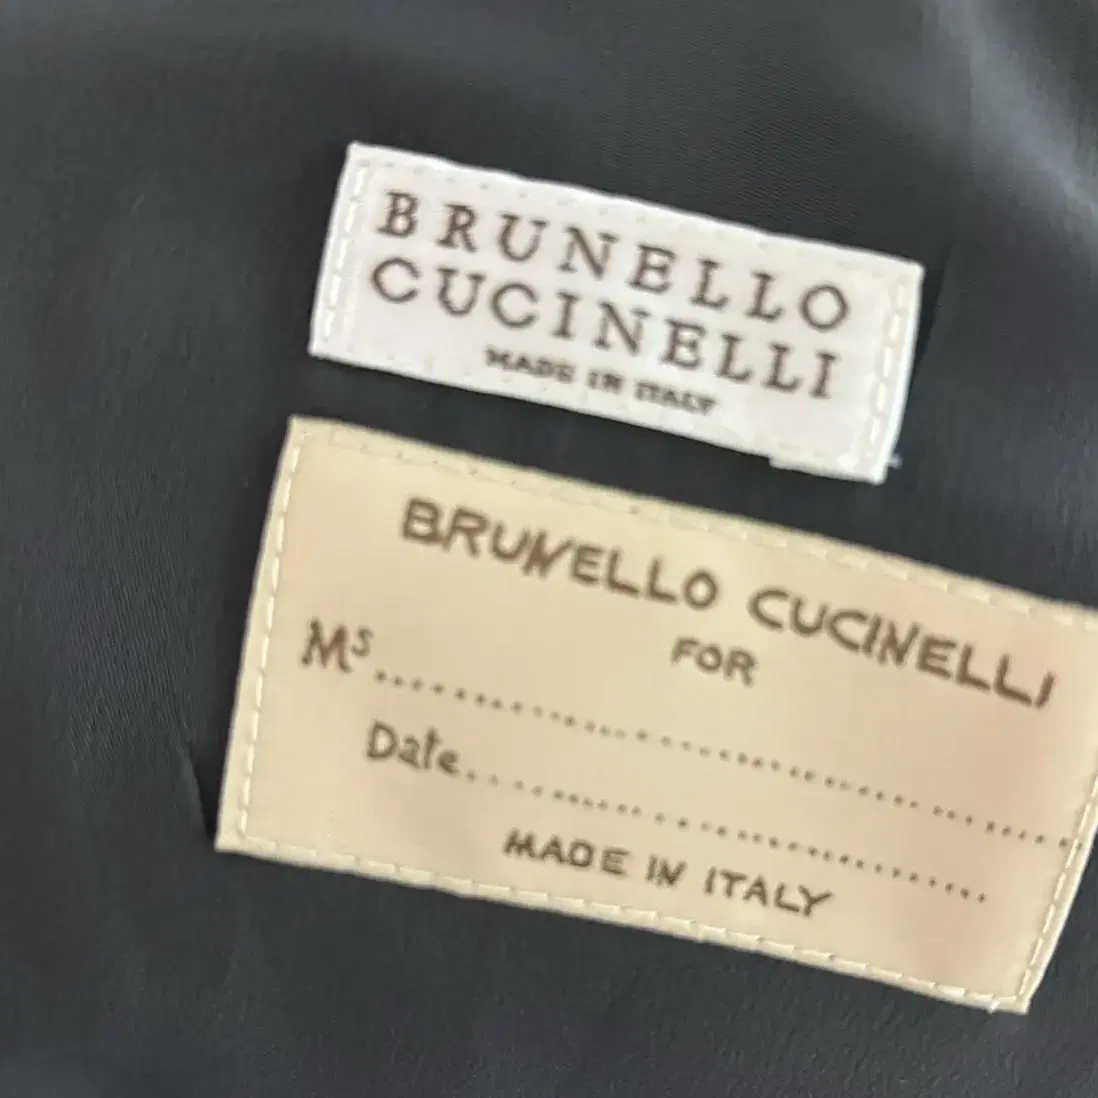 BRUNELLO
CUCINELLI
MADE IN ITALY
BRUNELLO CUCINELLI
FOR
Ms......................................................
Date......................................................
MADE IN ITALY